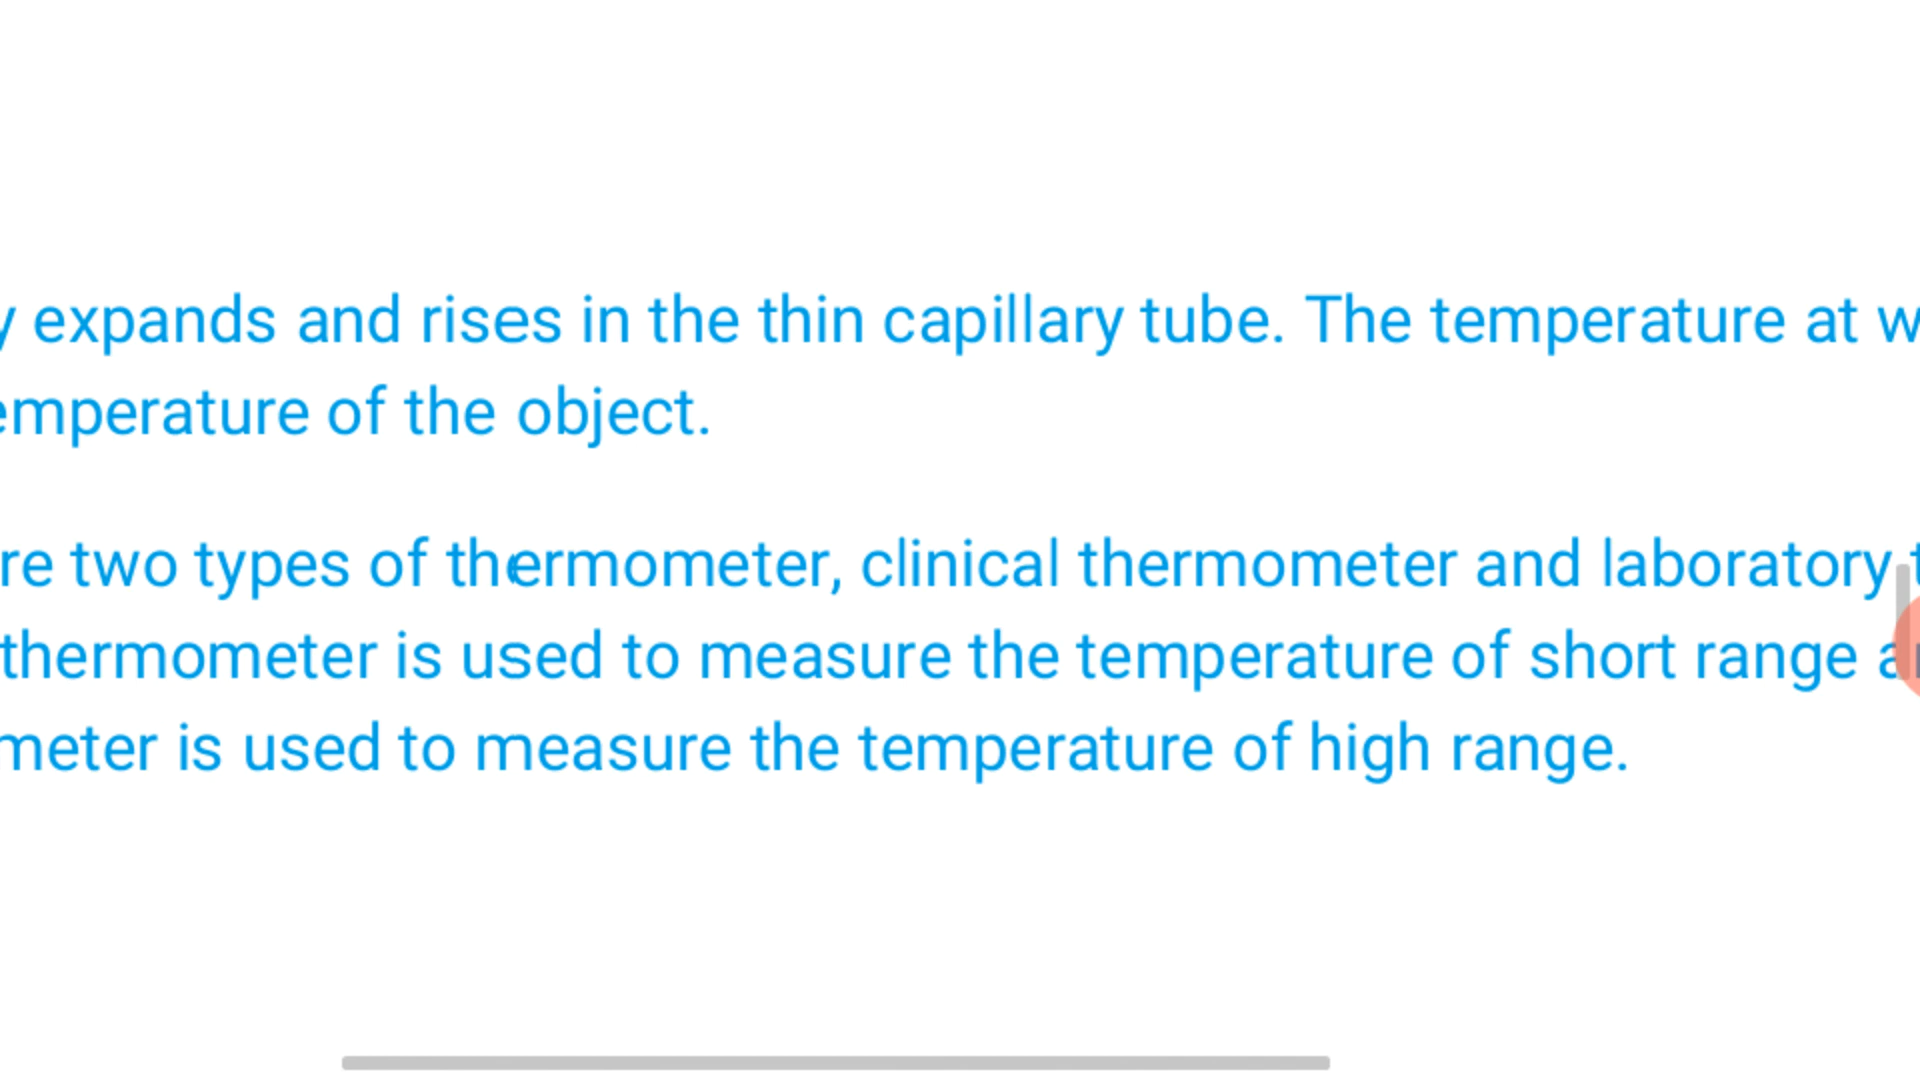 y expands and rises in the thin capillary tube. The temperature at w
emperature of the object.
re two types of thermometer, clinical thermometer and laboratory t
thermometer is used to measure the temperature of short range a
meter is used to measure the temperature of high range.